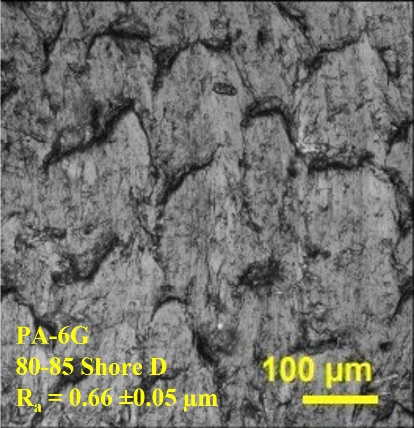 PA-6G
80-85 Shore D
100 µm
Rₐ = 0.66 ±0.05 µm